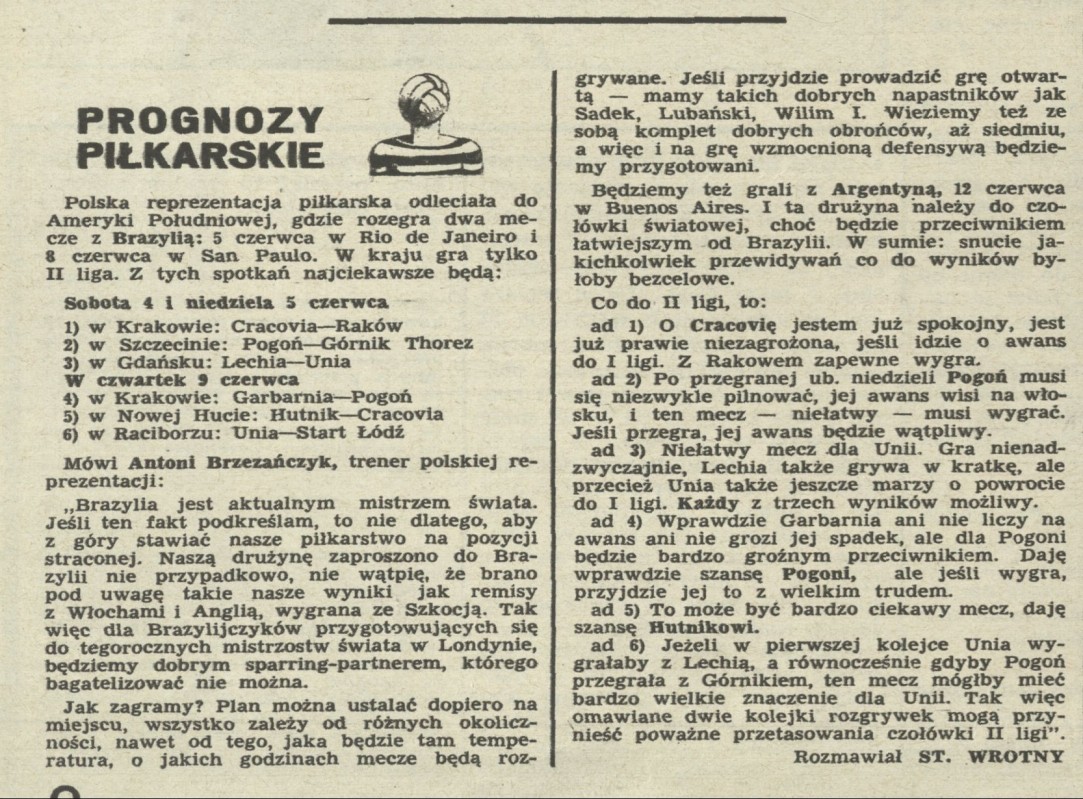 PROGNOZY
PIŁKARSKIE
Polska reprezentacja piłkarska odleciała do
Ameryki Południowej, gdzie rozegra dwa me-
cze z Brazylią: 5 czerwca w Rio de Janeiro i
8 czerwca w San Paulo. W kraju gra tylko
II liga. Z tych spotkań najciekawsze będą:
Sobota 4 i niedziela 5 czerwca
1) w Krakowie: Cracovia—Raków
2) w Szczecinie: Pogoń—Górnik Thorez
3) w Gdańsku: Lechia—Unia
W czwartek 9 czerwca
4) w Krakowie: Garbarnia—Pogoń
5) w Nowej Hucie: Hutnik—Cracovia
6) w Raciborzu: Unia—Start Łódź
Mówi Antoni Brzezańczyk, trener polskiej re-
prezentacji:
„Brazylia jest aktualnym mistrzem świata.
Jeśli ten fakt podkreślam, to nie dlatego, aby
z góry stawiać nasze piłkarstwo na pozycji
straconej. Naszą drużynę zaproszono do Bra-
zylii nie przypadkowo, nie wątpię, że brano
pod uwagę takie nasze wyniki jak remisy
z Włochami i Anglią, wygrana ze Szkocją. Tak
więc dla Brazylijczyków przygotowujących się
do tegorocznych mistrzostw świata w Londynie,
będziemy dobrym sparring-partnerem, którego
bagatelizować nie można.
Jak zagramy? Plan można ustalać dopiero na
miejscu, wszystko zależy od różnych okolicz-
ności, nawet od tego, jaka będzie tam tempe-
ratura, o jakich godzinach mecze będą roz-
grywane. Jeśli przyjdzie prowadzić grę otwar-
tą — mamy takich dobrych napastników jak
Sadek, Lubański, Wilim I. Wieziemy też ze
sobą komplet dobrych obrońców, aż siedmiu,
a więc i na grę wzmocnioną defensywą będzie-
my przygotowani.
Będziemy też grali z Argentyną, 12 czerwca
w Buenos Aires. I ta drużyna należy do czo-
łówki światowej, choć będzie przeciwnikiem
łatwiejszym od Brazylii. W sumie: snucie ja-
kichkolwiek przewidywań co do wyników by-
łoby bezcelowe.
Co do II ligi, to:
ad 1) O Cracovię jestem już spokojny, jest
już prawie niezagrożona, jeśli idzie o awans
do I ligi. Z Rakowem zapewne wygra.
ad 2) Po przegranej ub. niedzieli Pogoń musi
się niezwykle pilnować, jej awans wisi na wło-
sku, i ten mecz — niełatwy — musi wygrać.
Jeśli przegra, jej awans będzie wątpliwy.
ad 3) Niełatwy mecz dla Unii. Gra nienad-
zwyczajnie, Lechia także grywa w kratkę, ale
przecież Unia także jeszcze marzy o powrocie
do I ligi. Każdy z trzech wyników możliwy.
ad 4) Wprawdzie Garbarnia ani nie liczy na
awans ani nie grozi jej spadek, ale dla Pogoni
będzie bardzo groźnym przeciwnikiem. Daję
wprawdzie szansę Pogoni, ale jeśli wygra,
przyjdzie jej to z wielkim trudem.
ad 5) To może być bardzo ciekawy mecz, daję
szansę Hutnikowi.
ad 6) Jeżeli w pierwszej kolejce Unia wy-
grałaby z Lechią, a równocześnie gdyby Pogoń
przegrała z Górnikiem, ten mecz mógłby mieć
bardzo wielkie znaczenie dla Unii. Tak więc
omawiane dwie kolejki rozgrywek mogą przy-
nieść poważne przetasowania czołówki II ligi".
Rozmawiał ST. WROTNY